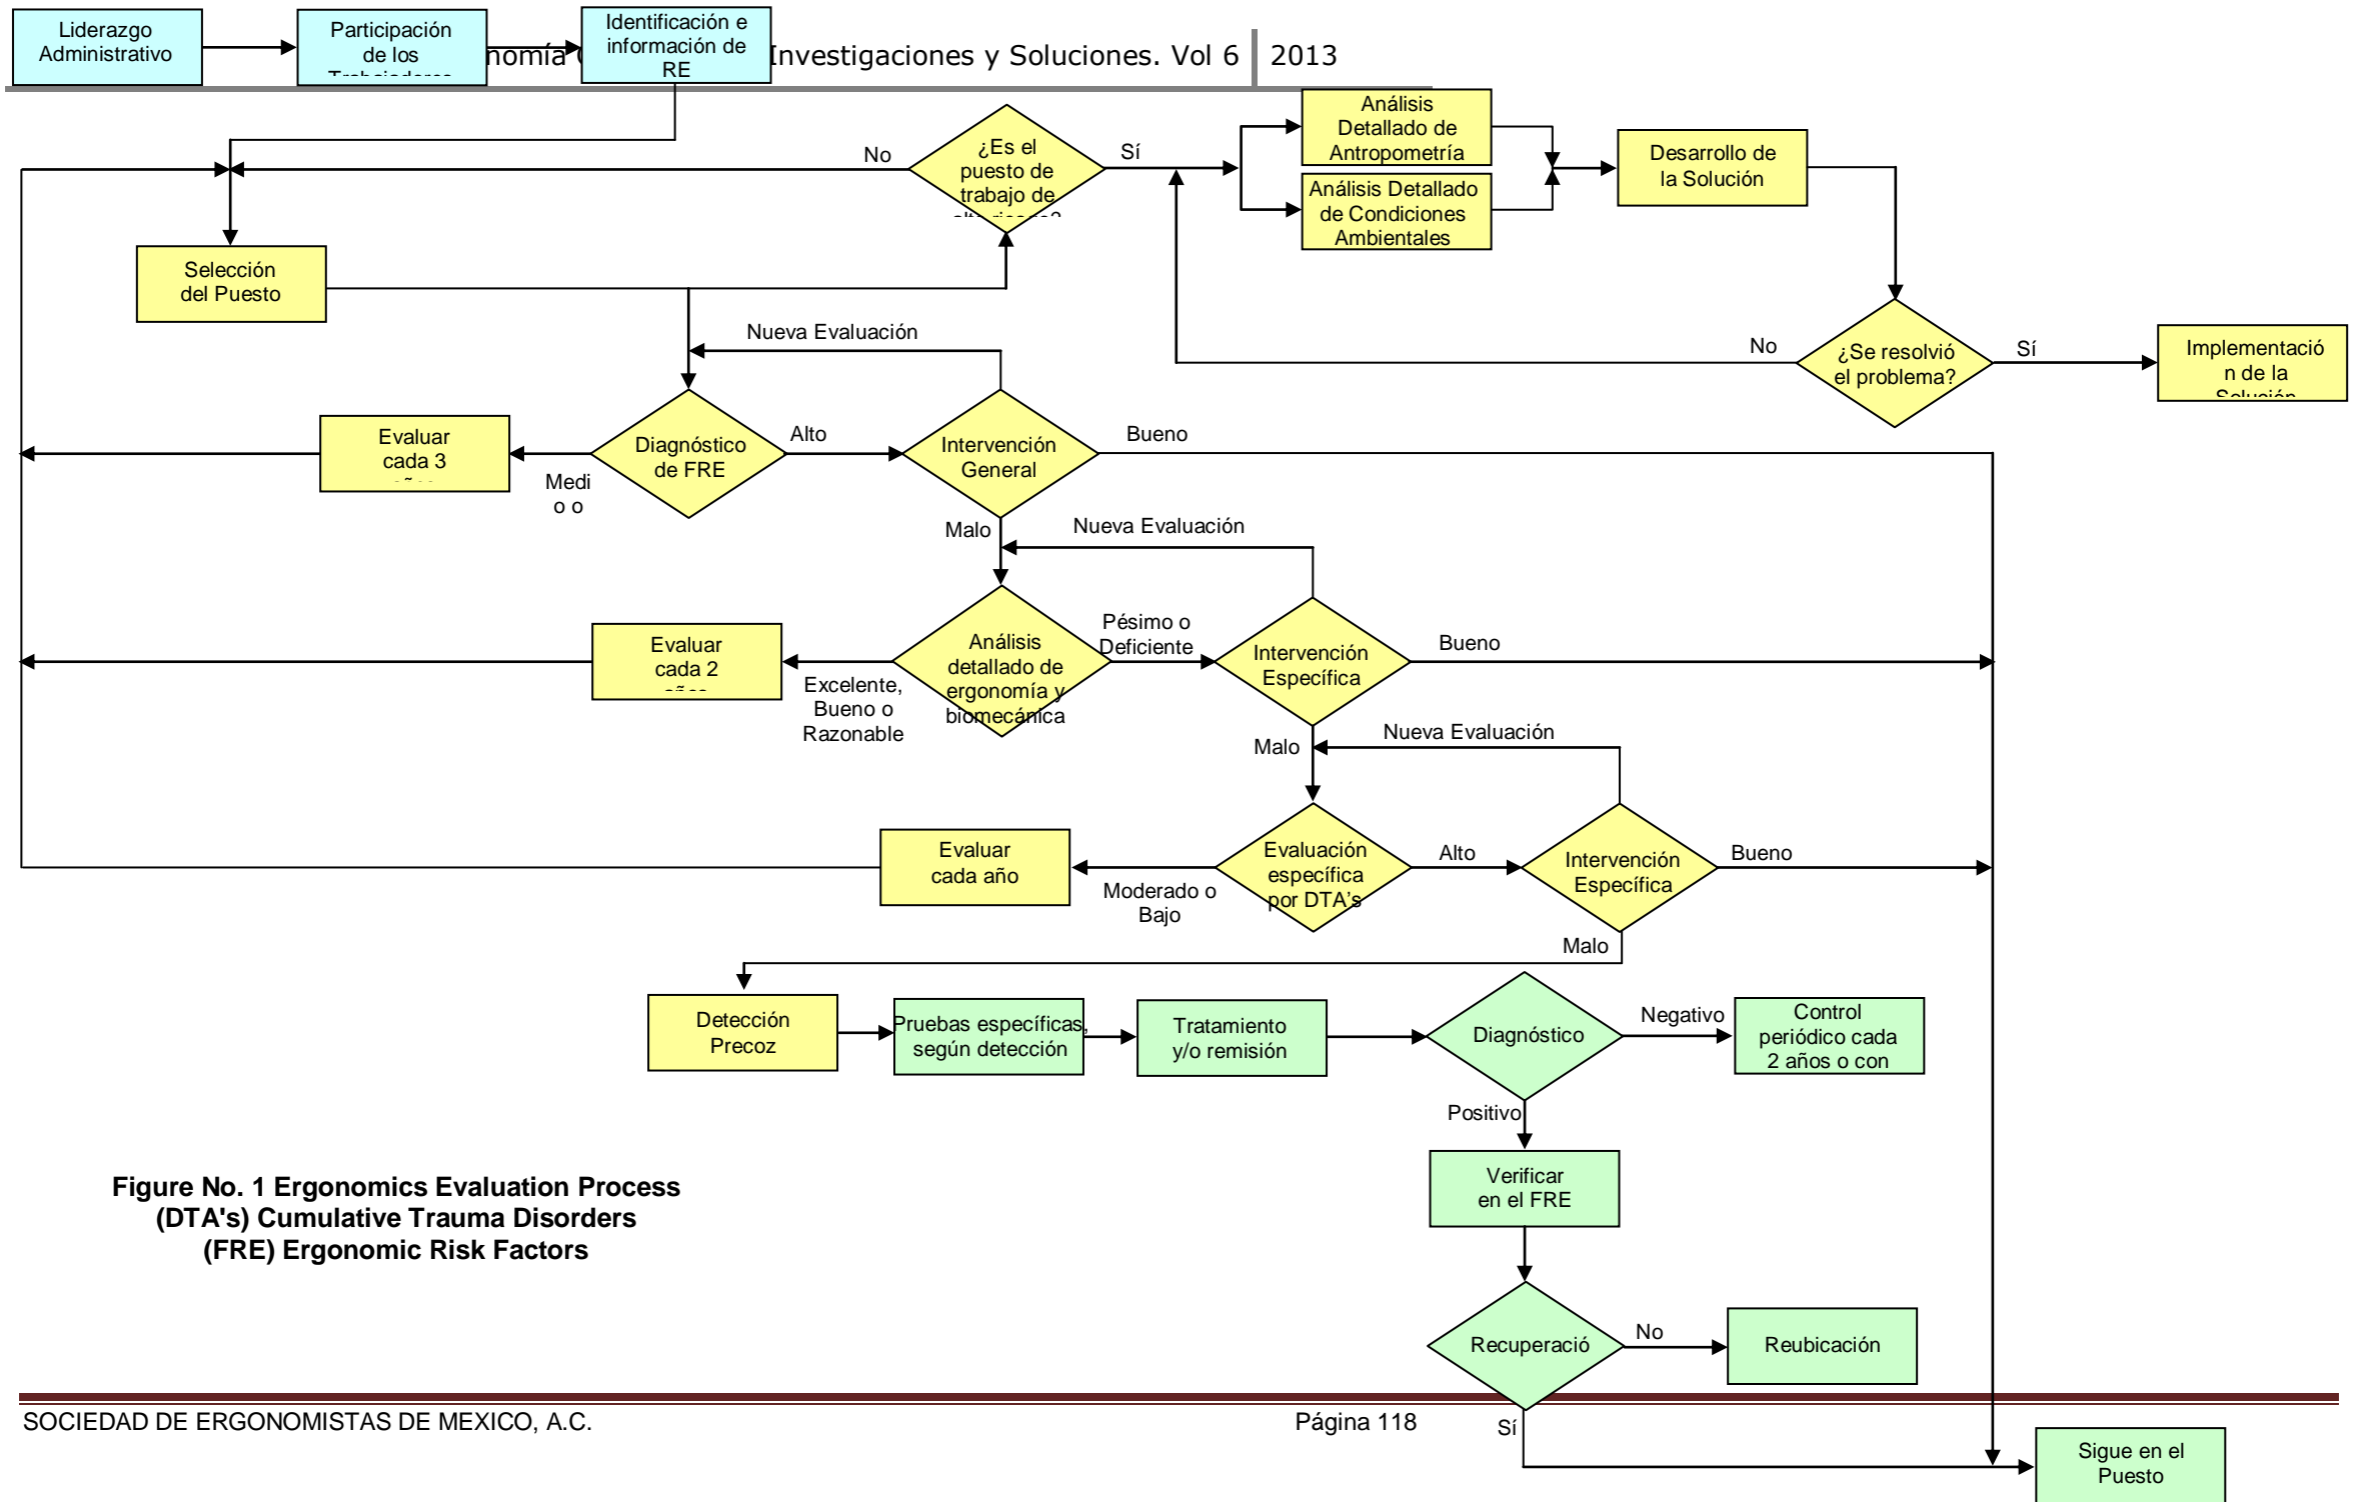 Liderazgo
Administrativo
Participación
de los
Identificación e
información de
RE
nomía
Investigaciones y Soluciones. Vol 6
2013
¿Es el
puesto de
trabajo de
No
Sí
Análisis
Detallado de
Antropometría
Análisis Detallado
de Condiciones
Ambientales
Desarrollo de
la Solución
Selección
del Puesto
Nueva Evaluación
No
¿Se resolvió
el problema?
Sí
Implementació
n de la
Evaluar
cada 3
Medi
o o
Diagnóstico
de FRE
Alto
Intervención
General
Bueno
Malo
Nueva Evaluación
Evaluar
cada 2
Excelente,
Bueno o
Razonable
Análisis
detallado de
ergonomía y
biomecánica
Pésimo o
Deficiente
Intervención
Específica
Bueno
Malo
Nueva Evaluación
Evaluar
cada año
Moderado o
Bajo
Evaluación
específica
por DTA's
Alto
Intervención
Específica
Bueno
Malo
Detección
Precoz
Pruebas específicas,
según detección
Tratamiento
y/o remisión
Diagnóstico
Negativo
Control
periódico cada
2 años o con
Positivo
Verificar
en el FRE
Figure No. 1 Ergonomics Evaluation Process
(DTA's) Cumulative Trauma Disorders
(FRE) Ergonomic Risk Factors
Recuperació
No
Reubicación
SOCIEDAD DE ERGONOMISTAS DE MEXICO, A.C.
Página 118
Sí
Sigue en el
Puesto